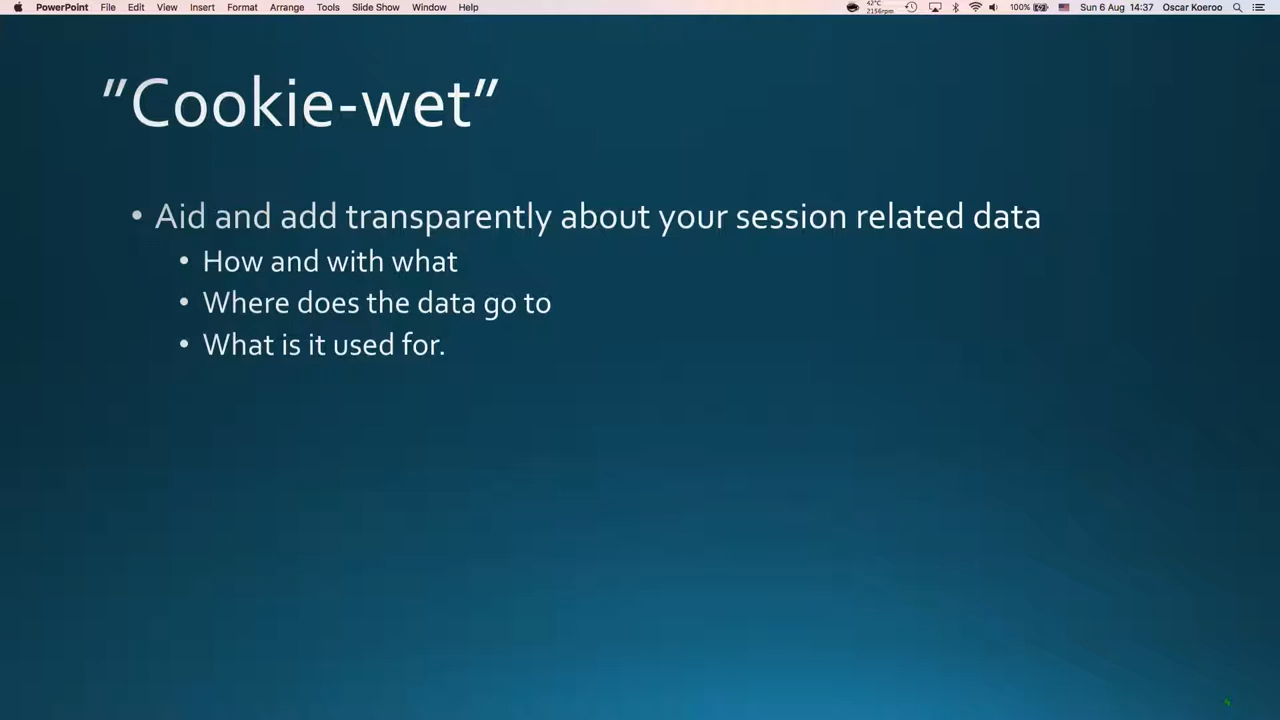 PowerPoint File Edit View Insert Format Arrange Tools Slide Show Window Help 42°C 2156rpm 100% Sun 6 Aug 14:37 Oscar Koeroo
”Cookie-wet”
• Aid and add transparently about your session related data
• How and with what
• Where does the data go to
• What is it used for.